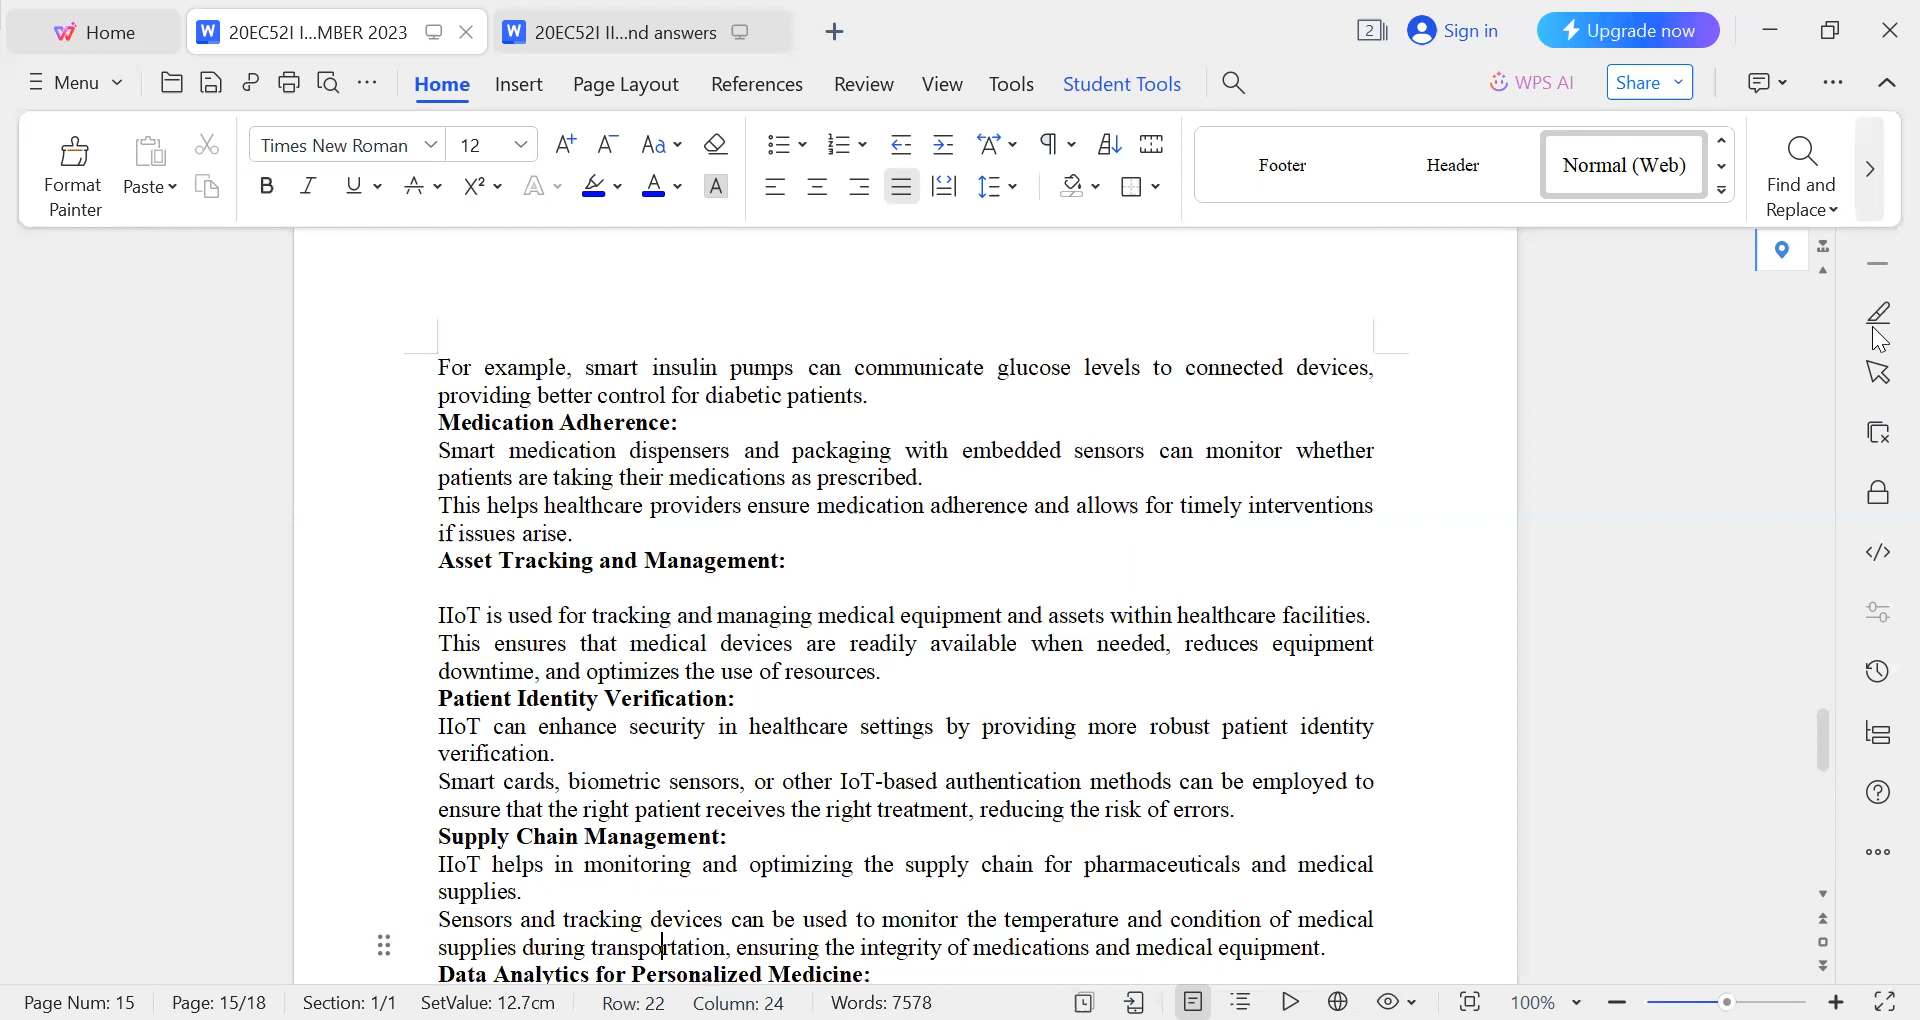 Home
20EC52I I...MBER 2023
20EC52I II...nd answers
2
Sign in
Upgrade now
Menu
Home
Insert
Page Layout
References
Review
View
Tools
Student Tools
WPS AI
Share
Format
Painter
Paste
Times New Roman
12
Footer
Header
Normal (Web)
Find and
Replace
For example, smart insulin pumps can communicate glucose levels to connected devices,
providing better control for diabetic patients.
Medication Adherence:
Smart medication dispensers and packaging with embedded sensors can monitor whether
patients are taking their medications as prescribed.
This helps healthcare providers ensure medication adherence and allows for timely interventions
if issues arise.
Asset Tracking and Management:
IIoT is used for tracking and managing medical equipment and assets within healthcare facilities.
This ensures that medical devices are readily available when needed, reduces equipment
downtime, and optimizes the use of resources.
Patient Identity Verification:
IIoT can enhance security in healthcare settings by providing more robust patient identity
verification.
Smart cards, biometric sensors, or other IoT-based authentication methods can be employed to
ensure that the right patient receives the right treatment, reducing the risk of errors.
Supply Chain Management:
IIoT helps in monitoring and optimizing the supply chain for pharmaceuticals and medical
supplies.
Sensors and tracking devices can be used to monitor the temperature and condition of medical
supplies during transportation, ensuring the integrity of medications and medical equipment.
Data Analytics for Personalized Medicine:
Page Num: 15
Page: 15/18
Section: 1/1
SetValue: 12.7cm
Row: 22
Column: 24
Words: 7578
100%